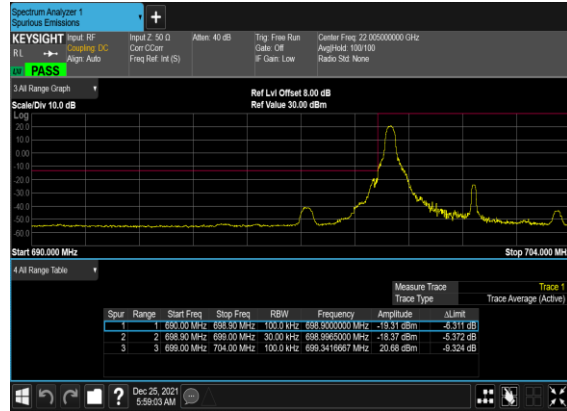 Spectrum Analyzer 1
Spurious Emissions
KEYSIGHT
RL
PASS
Input: RF
Coupling: DC
Align: Auto
Input Z: 50 Ω
Corr CCorr
Freq Ref: Int (S)
Atten: 40 dB
Trig: Free Run
Gate: Off
IF Gain: Low
Center Freq: 22.005000000 GHz
Avg|Hold: 100/100
Radio Std: None
3 All Range Graph
Scale/Div 10.0 dB
Ref Lvl Offset 8.00 dB
Ref Value 30.00 dBm
Log
20.0
10.0
0.00
-10.0
-20.0
-30.0
-40.0
-50.0
-60.0
Start 690.000 MHz
Stop 704.000 MH
4 All Range Table
Measure Trace Trace 1
Trace Type Trace Average (Active)
Spur Range Start Freq Stop Freq RBW Frequency Amplitude ΔLimit
1 1 690.00 MHz 698.90 MHz 100.0 kHz 698.9000000 MHz -19.31 dBm -6.311 dB
2 2 698.90 MHz 699.00 MHz 30.00 kHz 698.9965000 MHz -18.37 dBm -5.372 dB
3 3 699.00 MHz 704.00 MHz 100.0 kHz 699.3416667 MHz 20.68 dBm -9.324 dB
?
Dec 25, 2021
5:59:03 AM